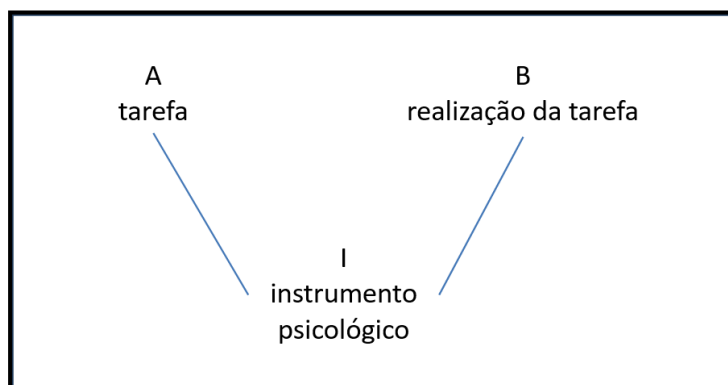 A
tarefa
B
realização da tarefa
I
instrumento
psicológico